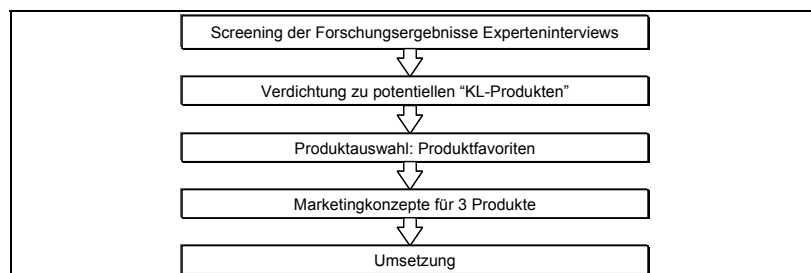 Screening der Forschungsergebnisse Experteninterviews
Verdichtung zu potentiellen “KL-Produkten”
Produktauswahl: Produktfavoriten
Marketingkonzepte für 3 Produkte
Umsetzung